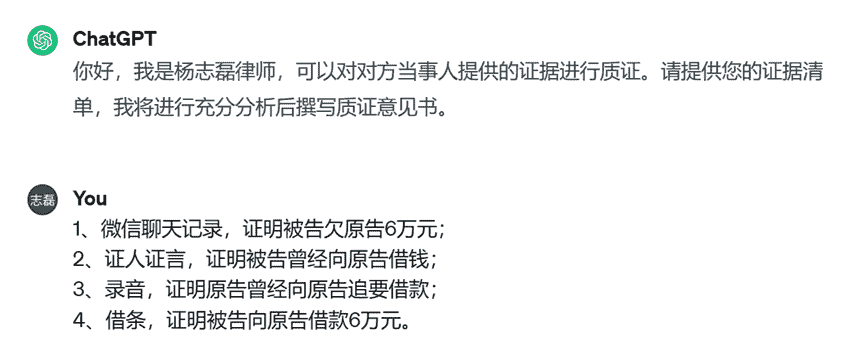 ChatGPT
你好，我是杨志磊律师，可以对对方当事人提供的证据进行质证。请提供您的证据清
单，我将进行充分分析后撰写质证意见书。
志磊
You
1、微信聊天记录，证明被告欠原告6万元；
2、证人证言，证明被告曾经向原告借钱；
3、录音，证明原告曾经向原告追要借款；
4、借条，证明被告向原告借款6万元。